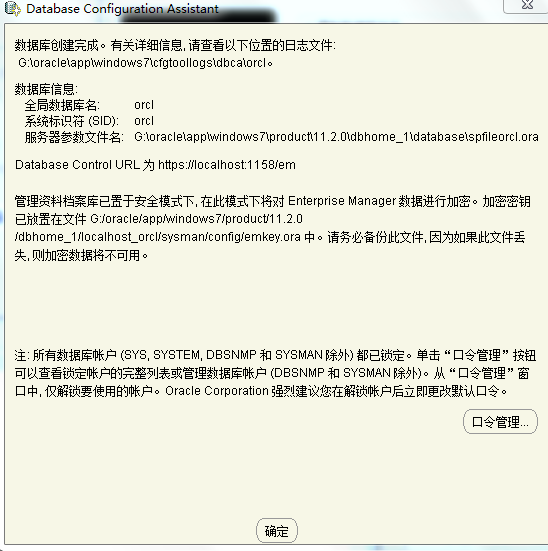 Database Configuration Assistant
数据库创建完成。有关详细信息, 请查看以下位置的日志文件:
G:\oracle\app\windows7\cfgtoollogs\dbca\orcl。
数据库信息:
全局数据库名: orcl
系统标识符 (SID): orcl
服务器参数文件名: G:\oracle\app\windows7\product\11.2.0\dbhome_1\database\spfileorcl.ora
Database Control URL 为 https://localhost:1158/em
管理资料档案库已置于安全模式下, 在此模式下将对 Enterprise Manager 数据进行加密。加密密钥
已放置在文件 G:/oracle/app/windows7/product/11.2.0
/dbhome_1/localhost_orcl/sysman/config/emkey.ora 中。请务必备份此文件, 因为如果此文件丢
失, 则加密数据将不可用。
注: 所有数据库帐户 (SYS, SYSTEM, DBSNMP 和 SYSMAN 除外) 都已锁定。单击“口令管理”按钮
可以查看锁定帐户的完整列表或管理数据库帐户 (DBSNMP 和 SYSMAN 除外)。从“口令管理”窗
口中, 仅解锁要使用的帐户。Oracle Corporation 强烈建议您在解锁帐户后立即更改默认口令。
口令管理...
确定